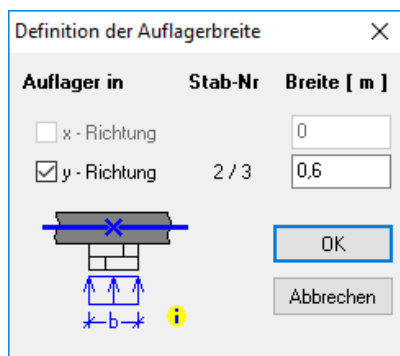 Definition der Auflagerbreite
Auflager in Stab-Nr Breite [ m ]
x - Richtung 0
y - Richtung 2 / 3 0,6
OK
Abbrechen
b
i